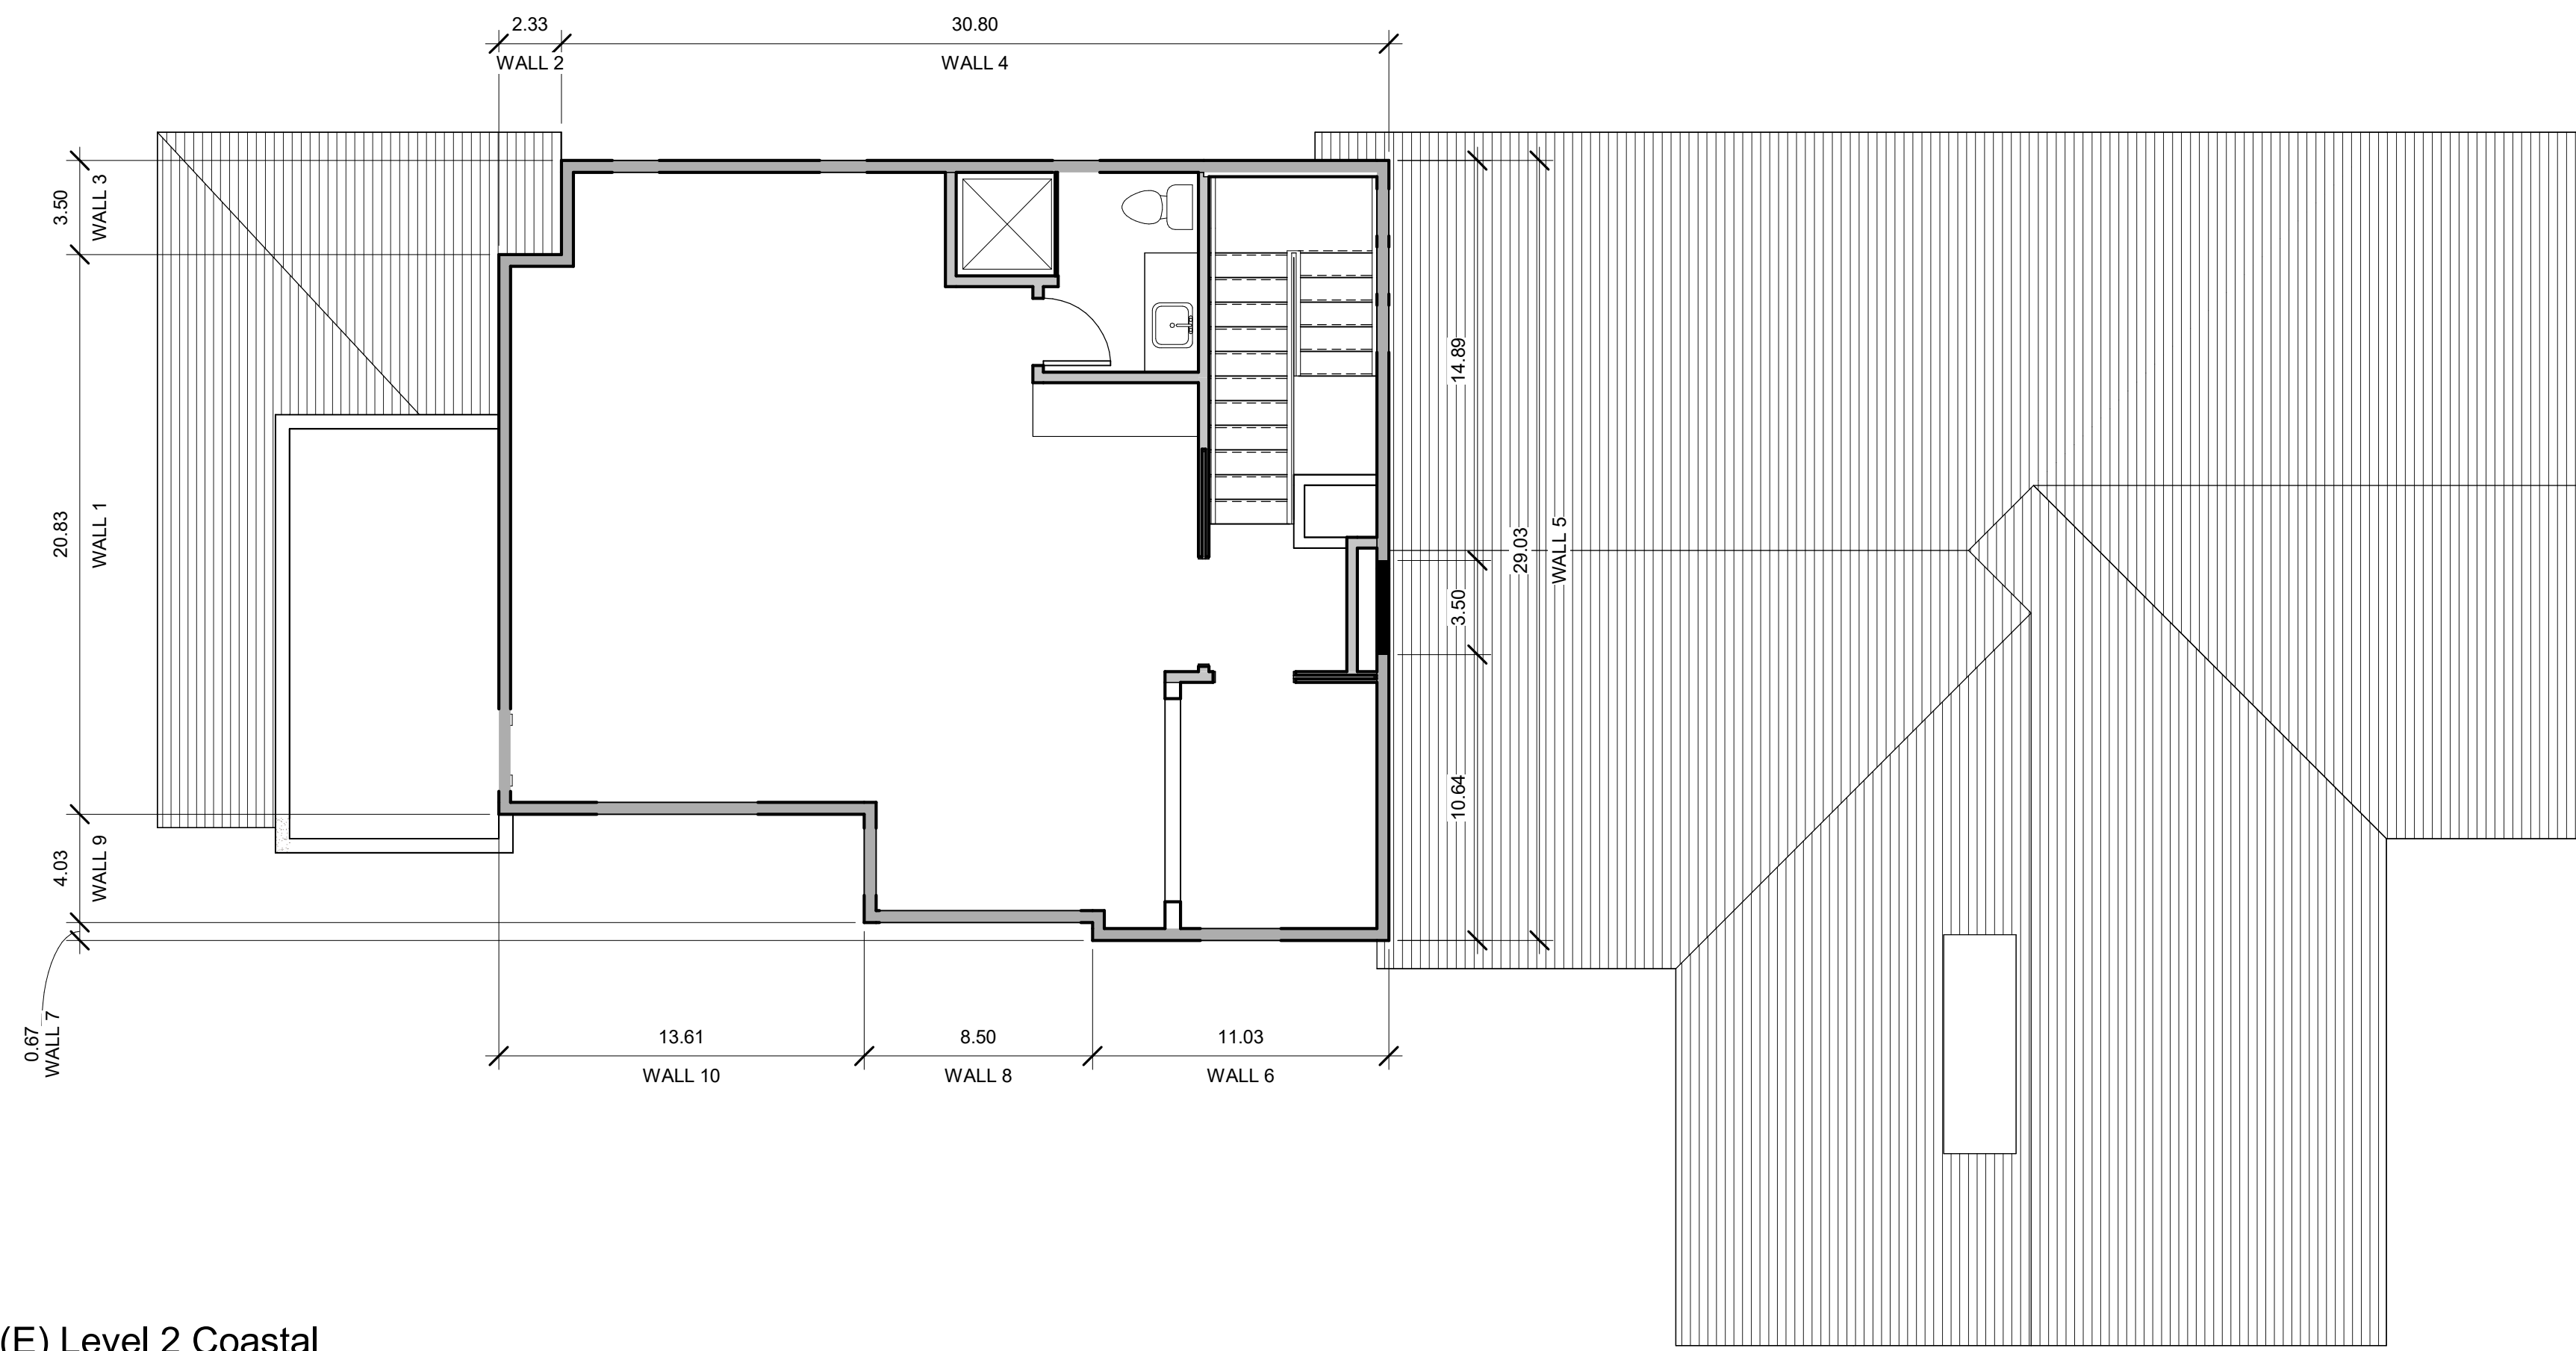 2.33
30.80
WALL 2
WALL 4
3.50
WALL 3
14.89
20.83
WALL 1
29.03
WALL 5
3.50
10.64
4.03
WALL 9
0.67
WALL 7
13.61
8.50
11.03
WALL 10
WALL 8
WALL 6
(E) Level 2 Coastal